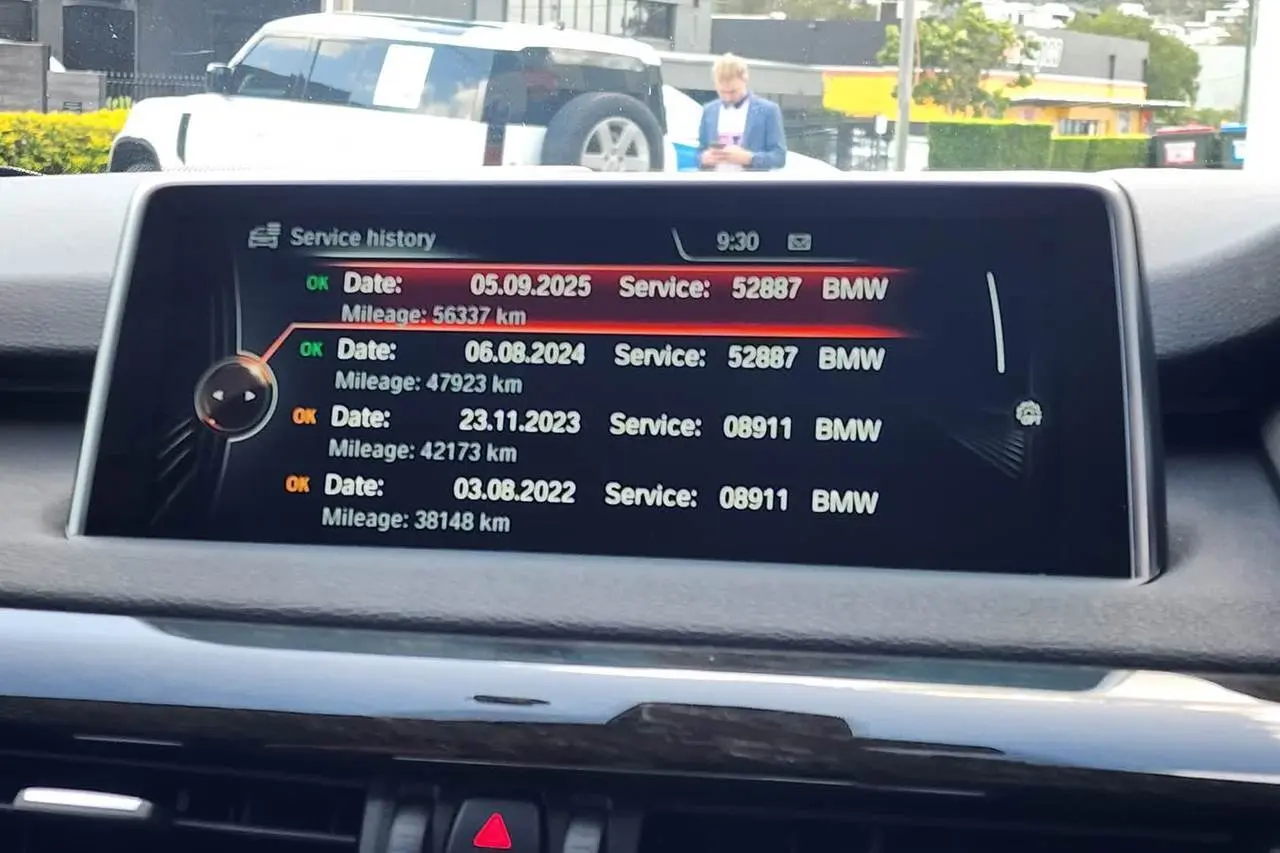 Service history 9:30
OK Date: 05.09.2025 Service: 52887 BMW
Mileage: 56337 km
OK Date: 06.08.2024 Service: 52887 BMW
Mileage: 47923 km
OK Date: 23.11.2023 Service: 08911 BMW
Mileage: 42173 km
OK Date: 03.08.2022 Service: 08911 BMW
Mileage: 38148 km